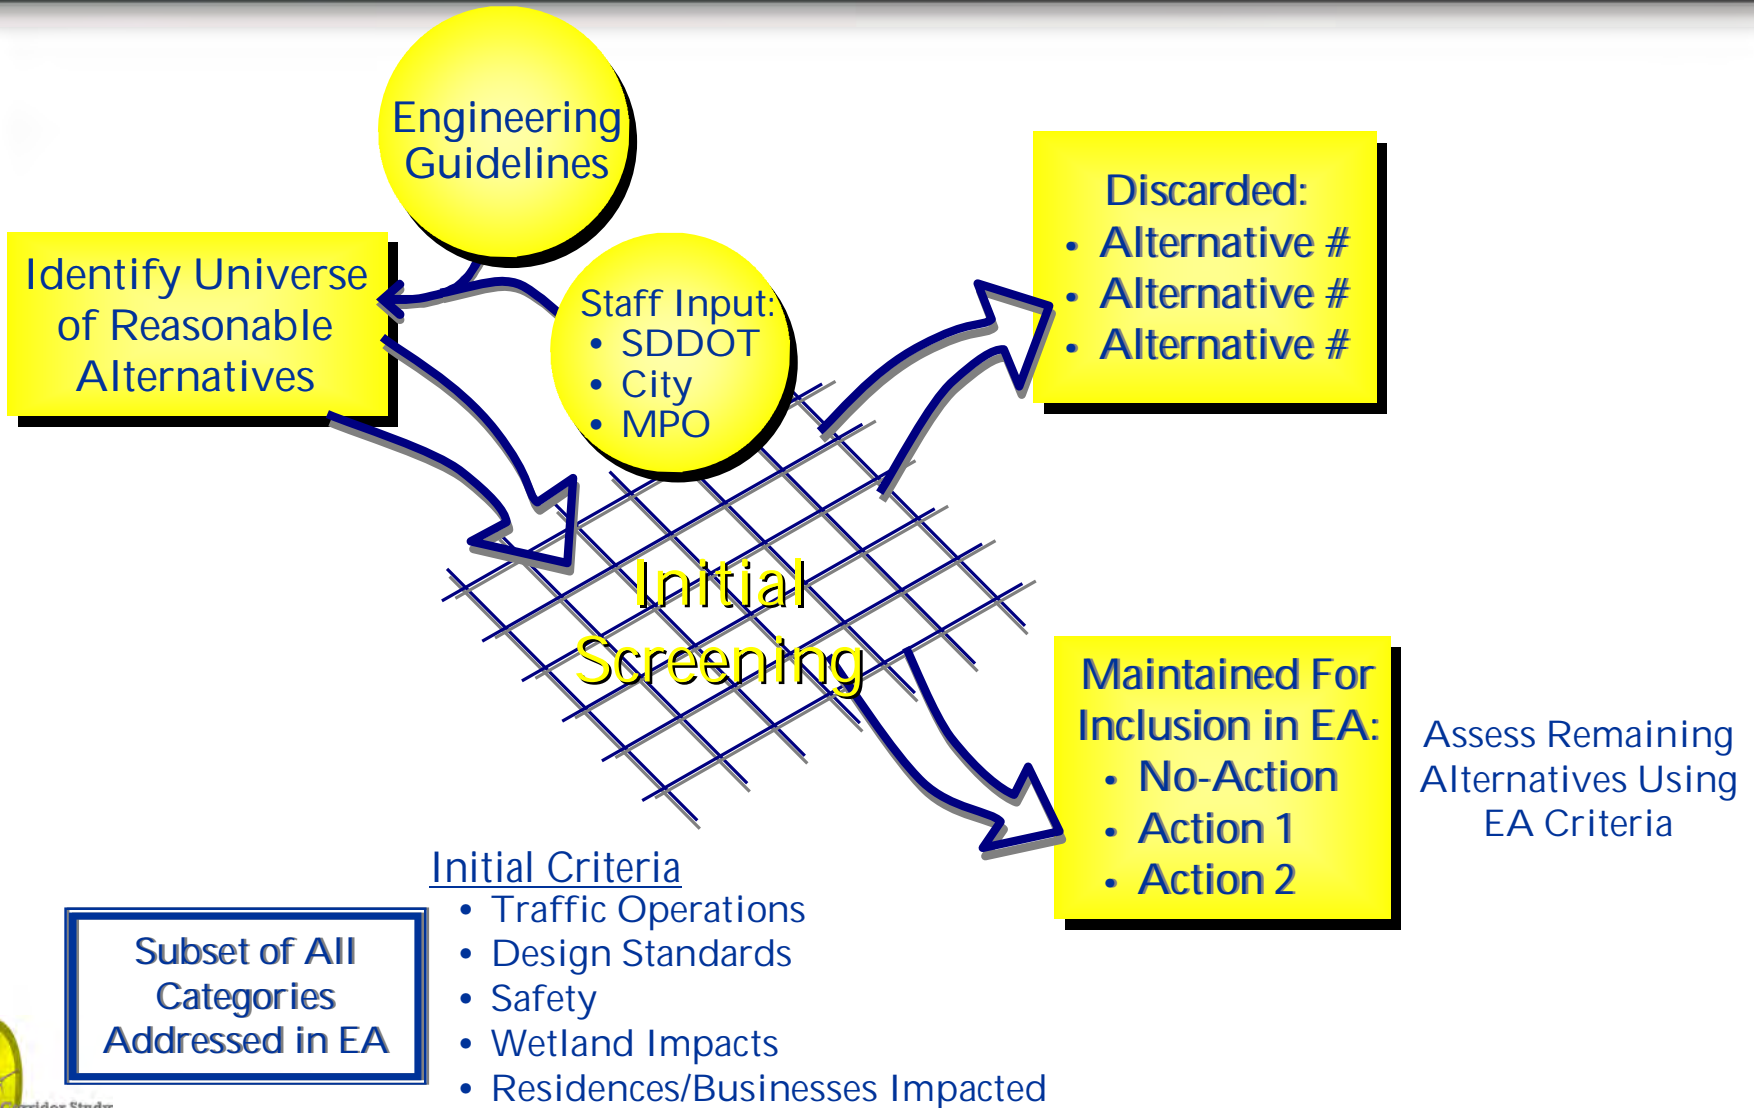 Engineering
Guidelines
Identify Universe
of Reasonable
Alternatives
Staff Input:
• SDDOT
• City
• MPO
Discarded:
• Alternative #
• Alternative #
• Alternative #
Initial
Screening
Maintained For
Inclusion in EA:
• No-Action
• Action 1
• Action 2
Assess Remaining
Alternatives Using
EA Criteria
Initial Criteria
• Traffic Operations
• Design Standards
• Safety
• Wetland Impacts
• Residences/Businesses Impacted
Subset of All
Categories
Addressed in EA
Corridor Study